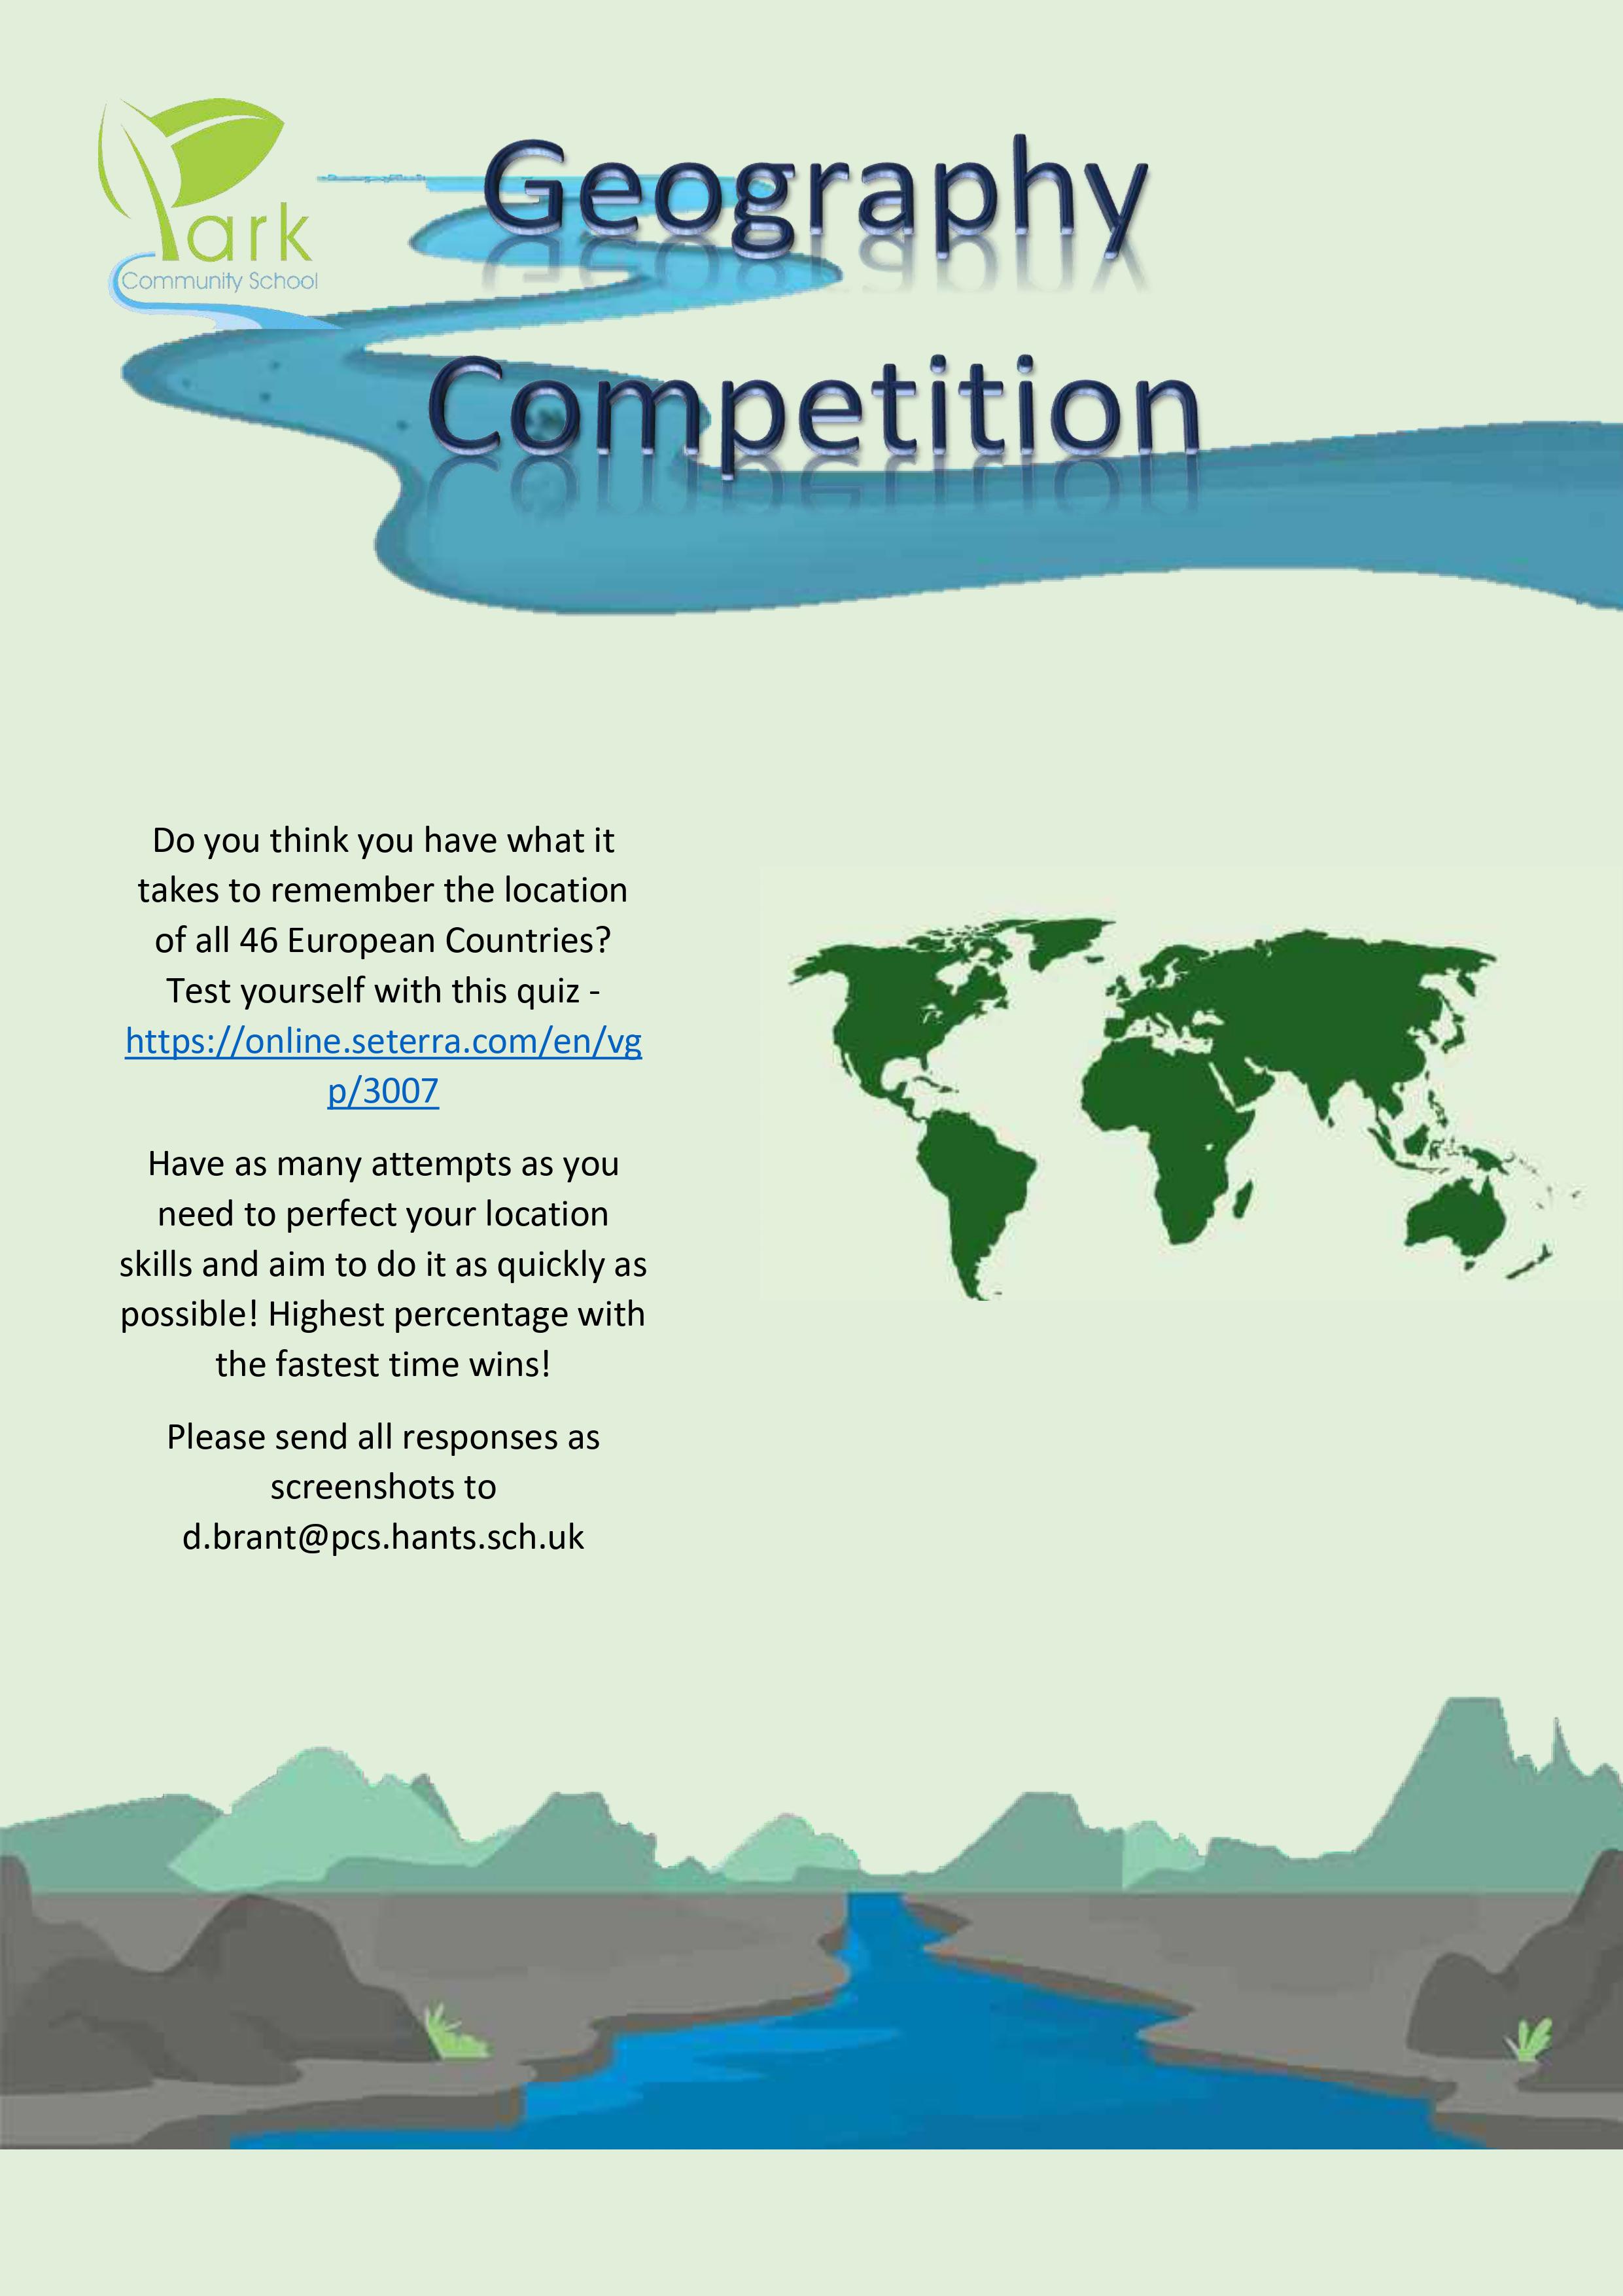 Park
Community School
Geography
Competition
Do you think you have what it
takes to remember the location
of all 46 European Countries?
Test yourself with this quiz -
https://online.seterra.com/en/vg
p/3007
Have as many attempts as you
need to perfect your location
skills and aim to do it as quickly as
possible! Highest percentage with
the fastest time wins!
Please send all responses as
screenshots to
d.brant@pcs.hants.sch.uk